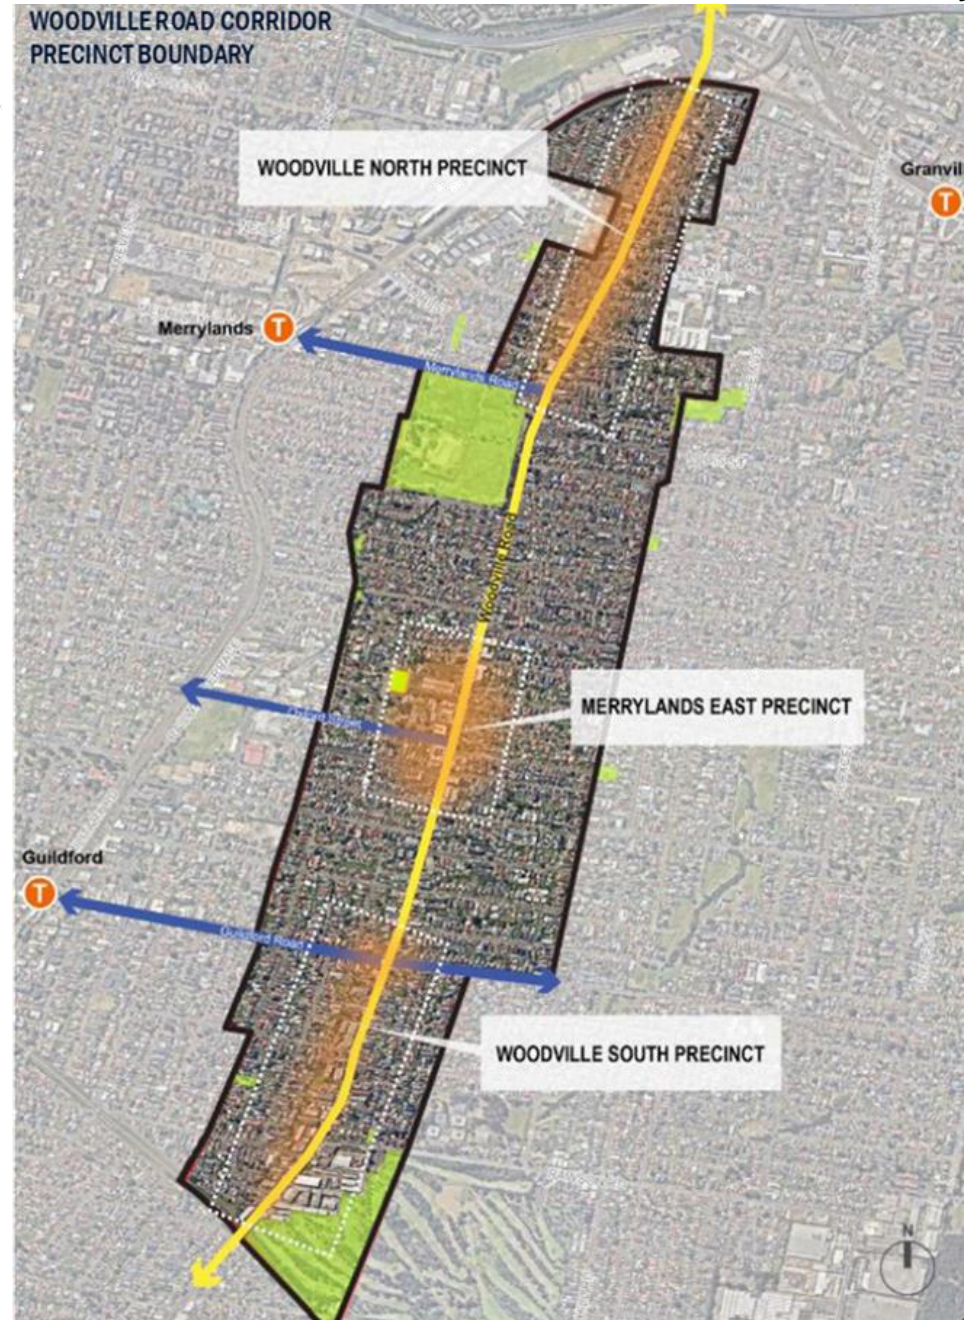 WOODVILLE ROAD CORRIDOR
PRECINCT BOUNDARY
WOODVILLE NORTH PRECINCT
Granvil
T
Merrylands T
Merrylands Road
Woodville Road
MERRYLANDS EAST PRECINCT
Guildford
T
Guildford Road
WOODVILLE SOUTH PRECINCT
N